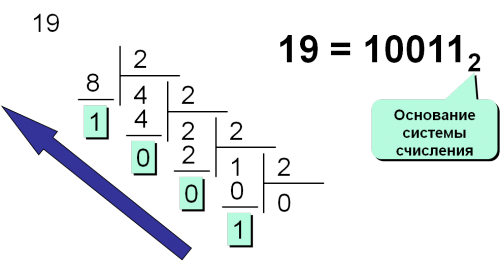 19
2
8 4 2
1 4 2 2
0 2 1 2
0 0 0
1
19 = 10011₂
Основание
системы
счисления